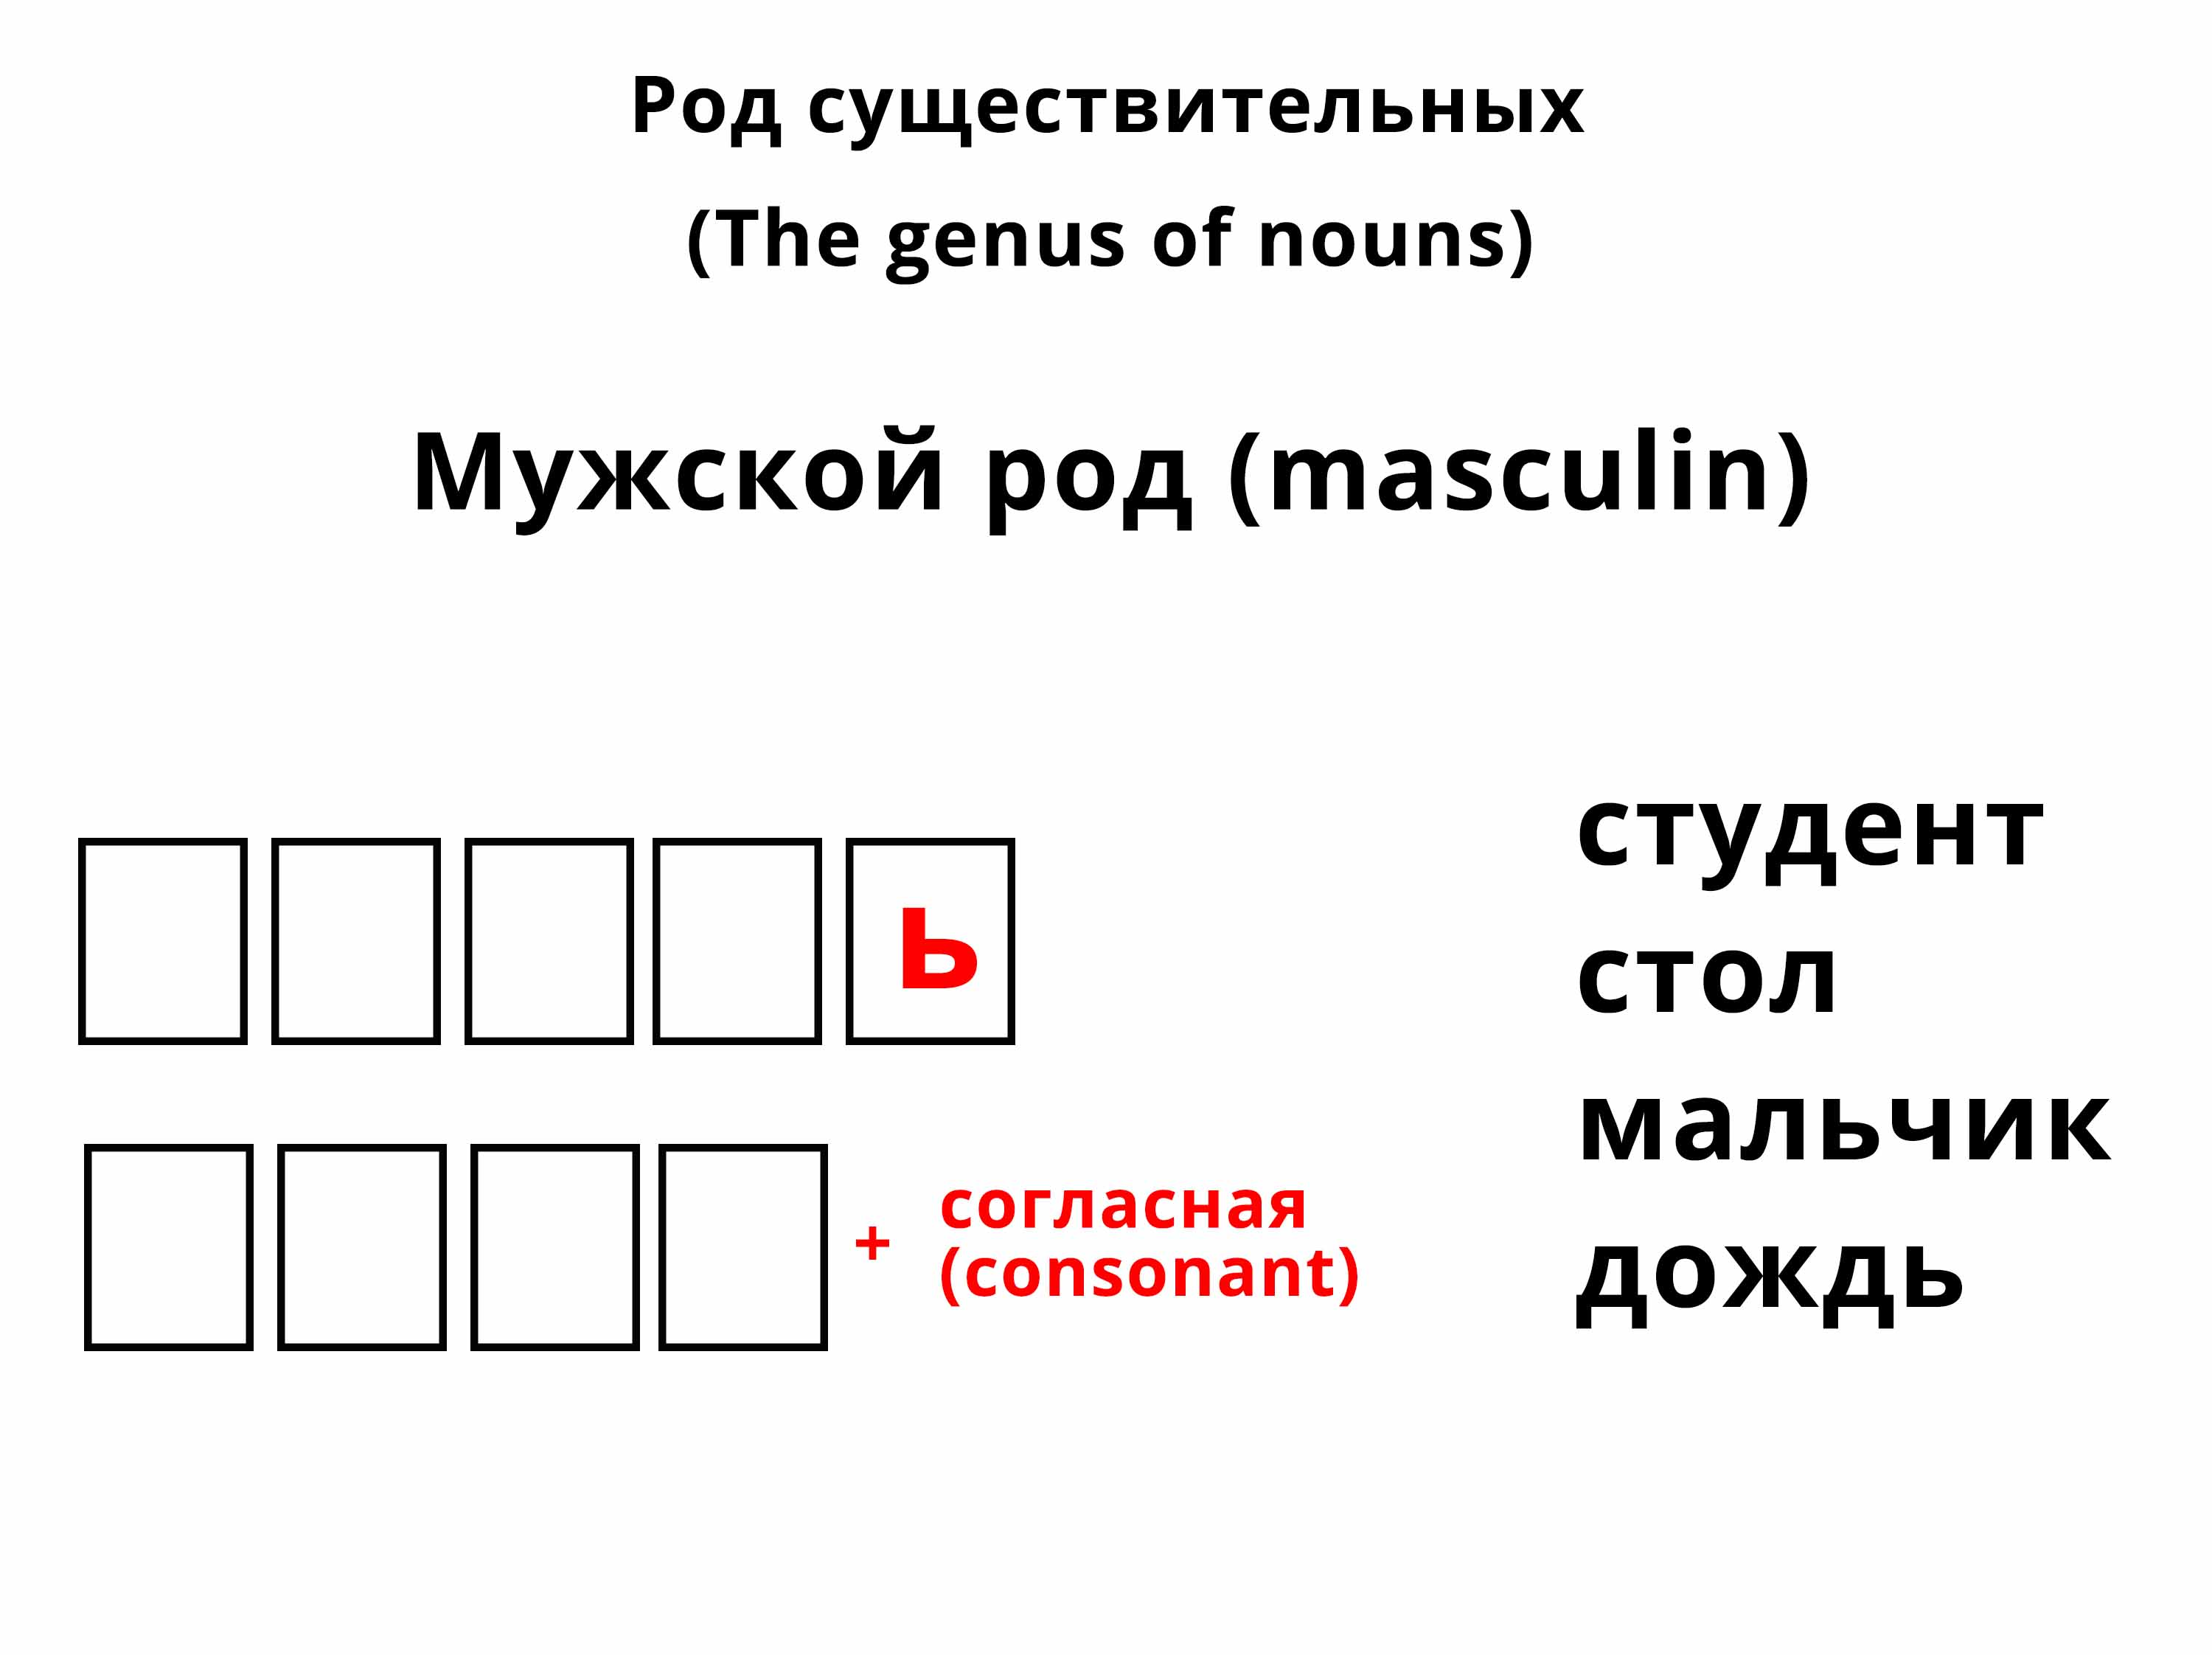 Род существительных
(The genus of nouns)
Мужской род (masculin)
ь
+ согласная
(consonant)
студент
стол
мальчик
дождь